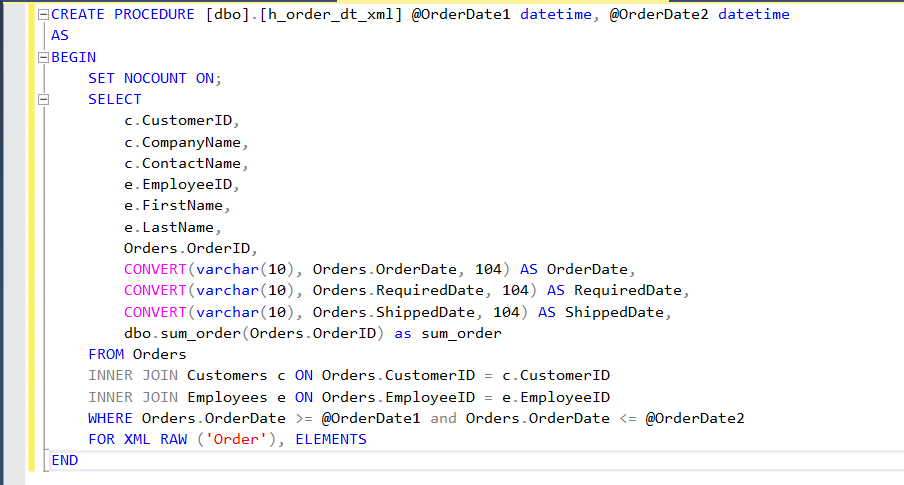 CREATE PROCEDURE [dbo].[h_order_dt_xml] @OrderDate1 datetime, @OrderDate2 datetime
AS
BEGIN
    SET NOCOUNT ON;
    SELECT
        c.CustomerID,
        c.CompanyName,
        c.ContactName,
        e.EmployeeID,
        e.FirstName,
        e.LastName,
        Orders.OrderID,
        CONVERT(varchar(10), Orders.OrderDate, 104) AS OrderDate,
        CONVERT(varchar(10), Orders.RequiredDate, 104) AS RequiredDate,
        CONVERT(varchar(10), Orders.ShippedDate, 104) AS ShippedDate,
        dbo.sum_order(Orders.OrderID) as sum_order
    FROM Orders
    INNER JOIN Customers c ON Orders.CustomerID = c.CustomerID
    INNER JOIN Employees e ON Orders.EmployeeID = e.EmployeeID
    WHERE Orders.OrderDate >= @OrderDate1 and Orders.OrderDate <= @OrderDate2
    FOR XML RAW ('Order'), ELEMENTS
END